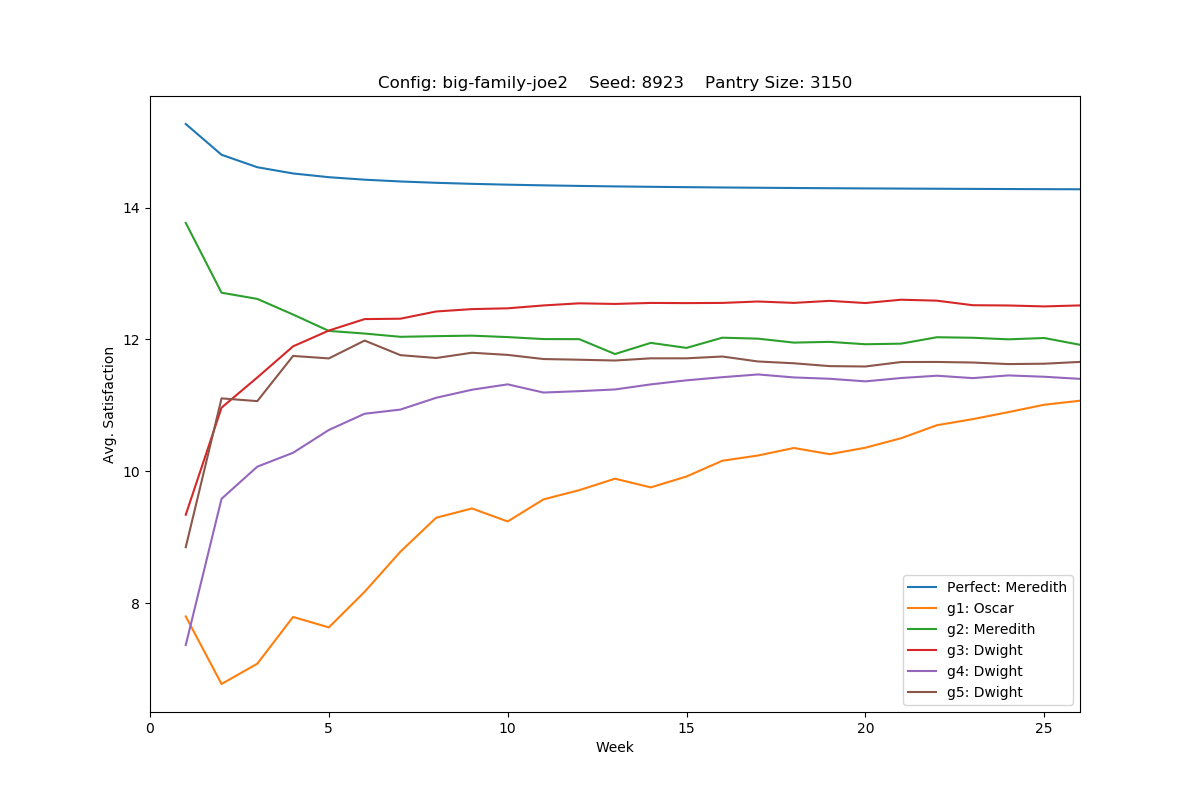 Config: big-family-joe2    Seed: 8923    Pantry Size: 3150
Avg. Satisfaction
14
12
10
8
0
5
10
15
20
25
Week
Perfect: Meredith
g1: Oscar
g2: Meredith
g3: Dwight
g4: Dwight
g5: Dwight